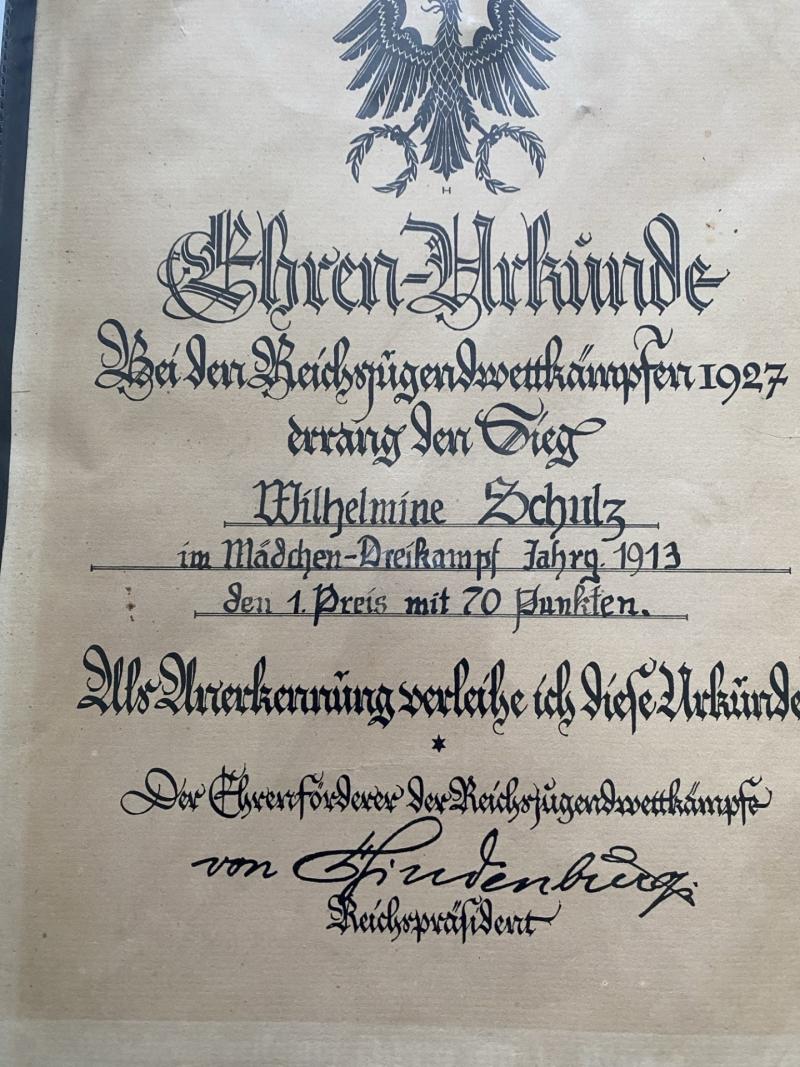 H
Ehren-Urkunde
Bei den Reichsjugendwettkämpfen 1927
errang den Sieg
Wilhelmine Schulz
im Mädchen-Dreikampf Jahrg. 1913
den 1. Preis mit 70 Punkten.
Als Anerkennung verleihe ich diese Urkunde
Der Ehrenförderer der Reichsjugendwettkämpfe
von Hindenburg.
Reichspräsident